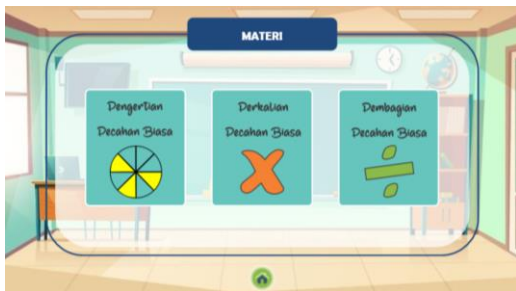 MATERI
Pengertian
Pecahan Biasa
Perkalian
Pecahan Biasa
Pembagian
Pecahan Biasa